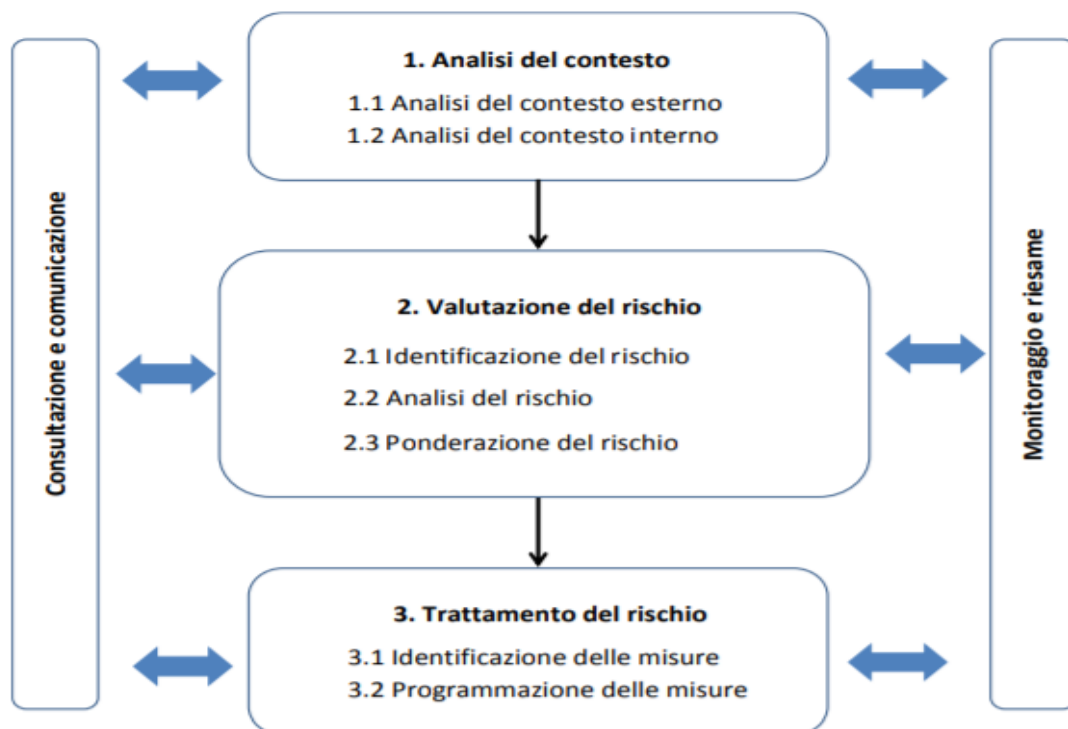 Consultazione e comunicazione
1. Analisi del contesto
1.1 Analisi del contesto esterno
1.2 Analisi del contesto interno
2. Valutazione del rischio
2.1 Identificazione del rischio
2.2 Analisi del rischio
2.3 Ponderazione del rischio
3. Trattamento del rischio
3.1 Identificazione delle misure
3.2 Programmazione delle misure
Monitoraggio e riesame